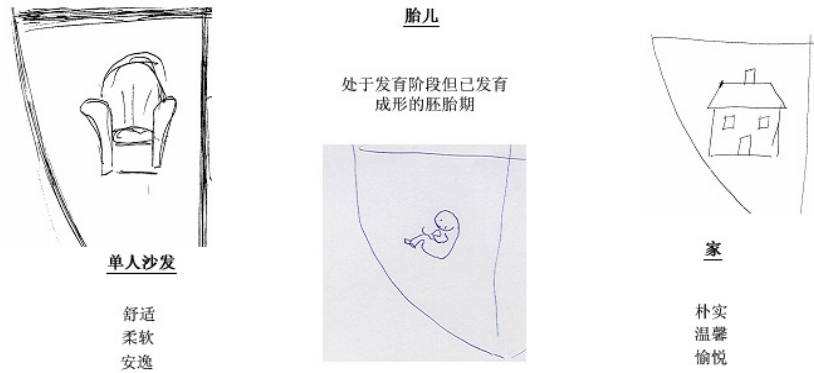 单人沙发
舒适
柔软
安逸
胎儿
处于发育阶段但已发育
成形的胚胎期
家
朴实
温馨
愉悦